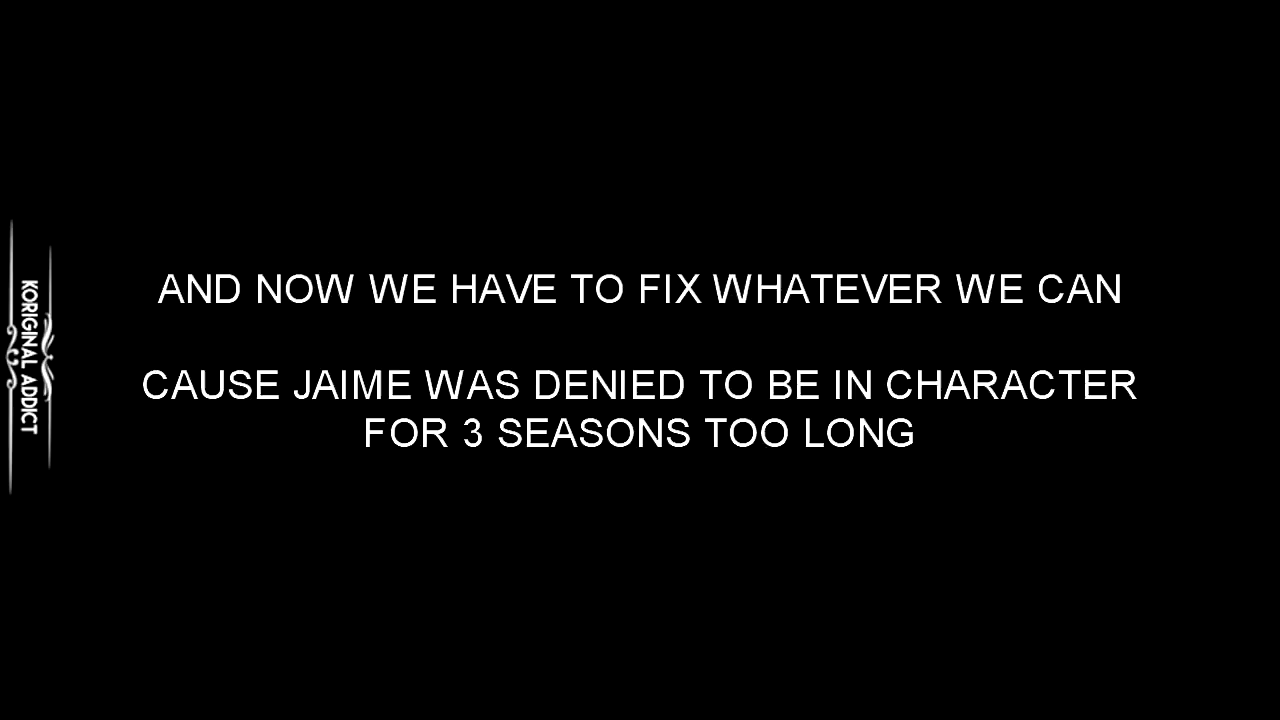 AND NOW WE HAVE TO FIX WHATEVER WE CAN
CAUSE JAIME WAS DENIED TO BE IN CHARACTER
FOR 3 SEASONS TOO LONG
KORIGINAL ADDICT